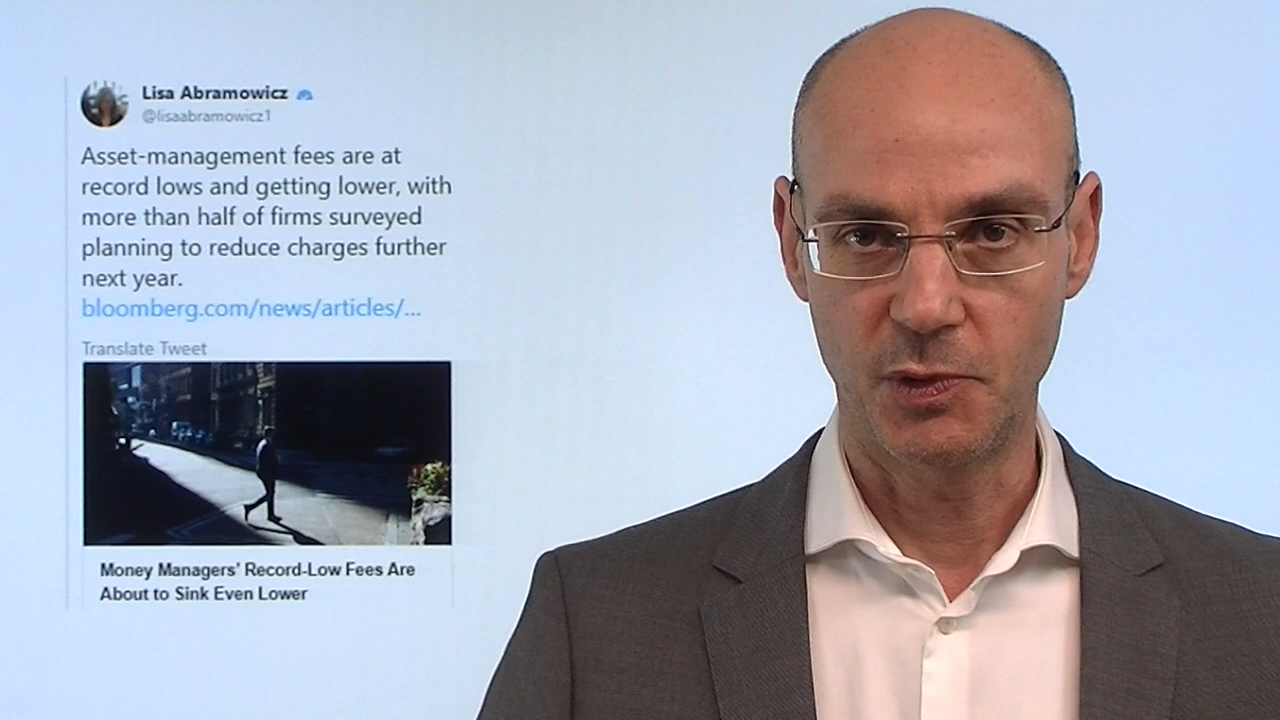 Lisa Abramowicz
@lisaabramowicz1
Asset-management fees are at
record lows and getting lower, with
more than half of firms surveyed
planning to reduce charges further
next year.
bloomberg.com/news/articles/...
Translate Tweet
Money Managers' Record-Low Fees Are
About to Sink Even Lower